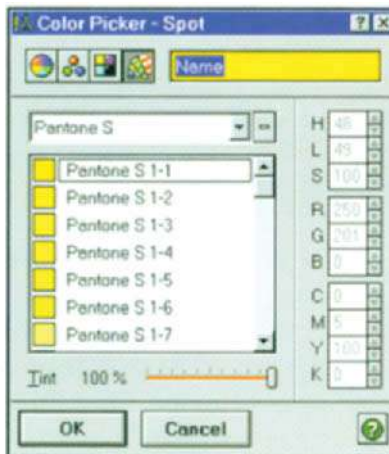 Color Picker - Spot
Name
Pantone S
Pantone S 1-1
Pantone S 1-2
Pantone S 1-3
Pantone S 1-4
Pantone S 1-5
Pantone S 1-6
Pantone S 1-7
Tint 100 %
H 48
L 49
S 100
R 250
G 201
B 0
C 0
M 5
Y 100
K 0
OK
Cancel